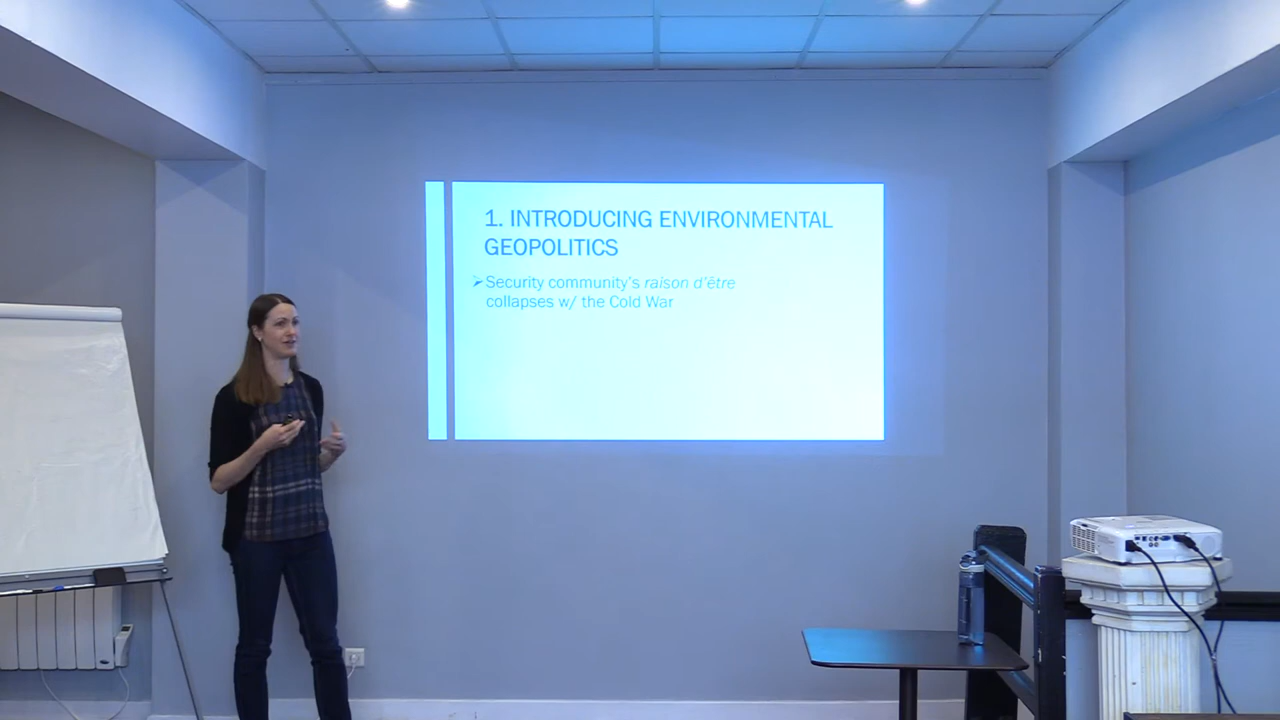 1. INTRODUCING ENVIRONMENTAL
GEOPOLITICS
➤Security community's raison d'être
collapses w/ the Cold War